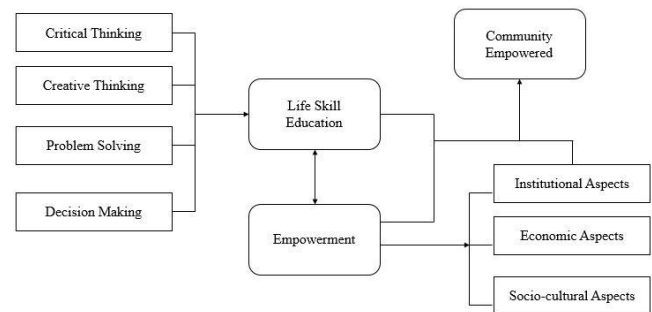 Critical Thinking
Creative Thinking
Problem Solving
Decision Making
Life Skill
Education
Empowerment
Community
Empowered
Institutional Aspects
Economic Aspects
Socio-cultural Aspects